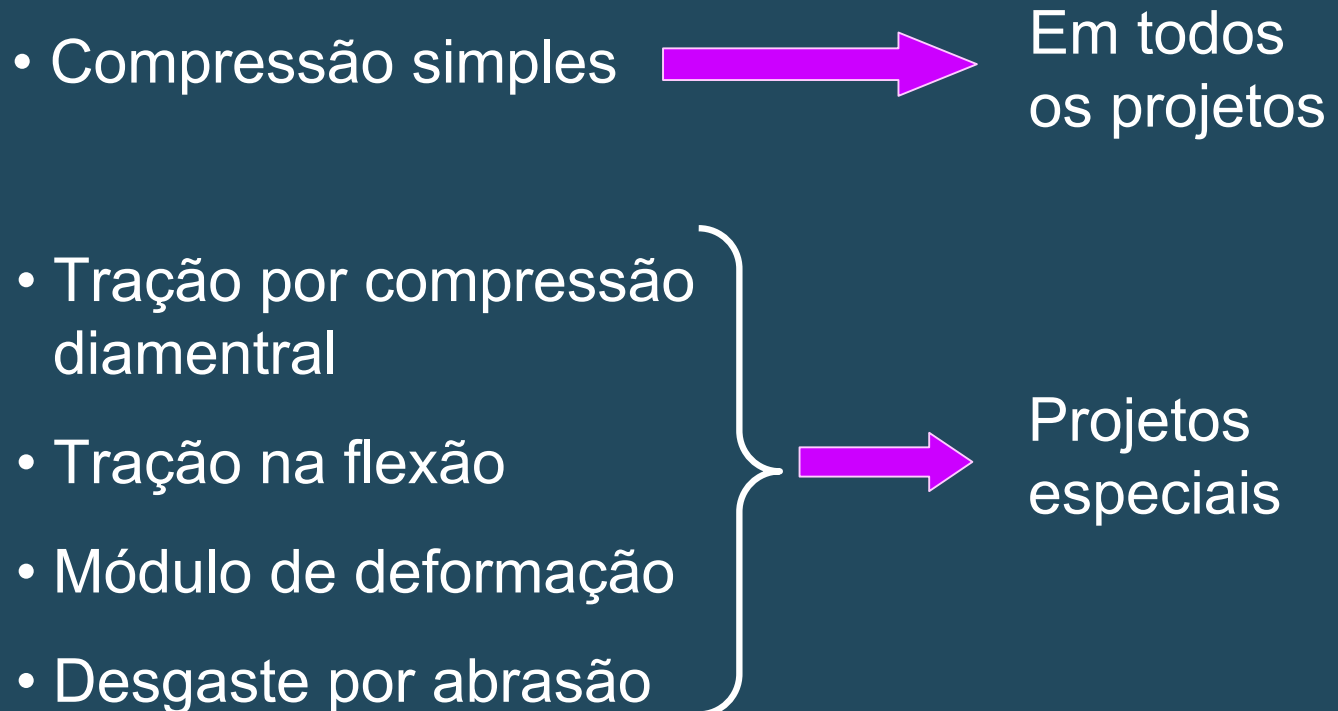 • Compressão simples
Em todos
os projetos
• Tração por compressão
diamentral
• Tração na flexão
• Módulo de deformação
• Desgaste por abrasão
Projetos
especiais